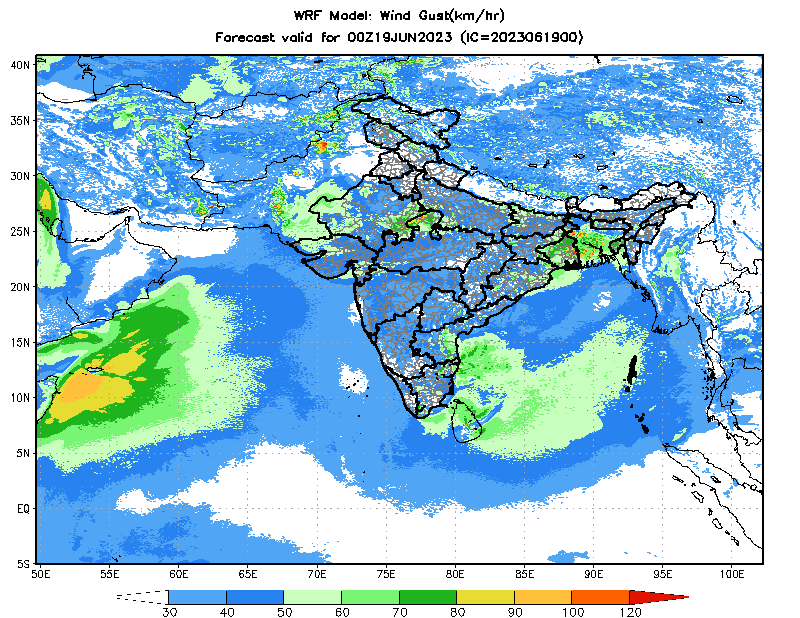 WRF Model: Wind Gust(km/hr)
Forecast valid for 00Z19JUN2023 (IC=2023061900)
40N
35N
30N
25N
20N
15N
10N
5N
EQ
5S
50E 55E 60E 65E 70E 75E 80E 85E 90E 95E 100E
30 40 50 60 70 80 90 100 120